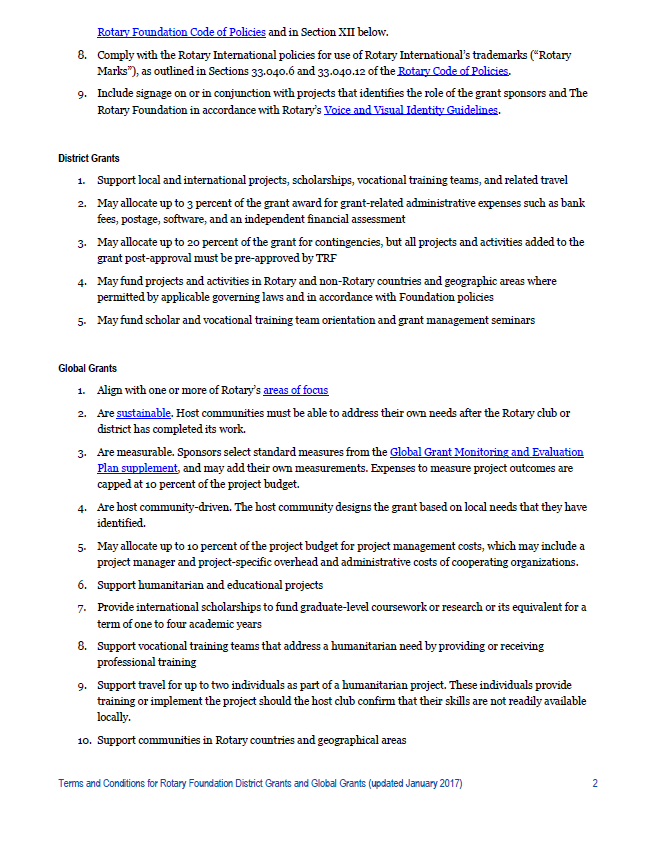 Rotary Foundation Code of Policies and in Section XII below.
8. Comply with the Rotary International policies for use of Rotary International's trademarks ("Rotary
Marks"), as outlined in Sections 33.040.6 and 33.040.12 of the Rotary Code of Policies.
9. Include signage on or in conjunction with projects that identifies the role of the grant sponsors and The
Rotary Foundation in accordance with Rotary's Voice and Visual Identity Guidelines.
District Grants
1. Support local and international projects, scholarships, vocational training teams, and related travel
2. May allocate up to 3 percent of the grant award for grant-related administrative expenses such as bank
fees, postage, software, and an independent financial assessment
3. May allocate up to 20 percent of the grant for contingencies, but all projects and activities added to the
grant post-approval must be pre-approved by TRF
4. May fund projects and activities in Rotary and non-Rotary countries and geographic areas where
permitted by applicable governing laws and in accordance with Foundation policies
5. May fund scholar and vocational training team orientation and grant management seminars
Global Grants
1. Align with one or more of Rotary's areas of focus
2. Are sustainable. Host communities must be able to address their own needs after the Rotary club or
district has completed its work.
3. Are measurable. Sponsors select standard measures from the Global Grant Monitoring and Evaluation
Plan supplement, and may add their own measurements. Expenses to measure project outcomes are
capped at 10 percent of the project budget.
4. Are host community-driven. The host community designs the grant based on local needs that they have
identified.
5. May allocate up to 10 percent of the project budget for project management costs, which may include a
project manager and project-specific overhead and administrative costs of cooperating organizations.
6. Support humanitarian and educational projects
7. Provide international scholarships to fund graduate-level coursework or research or its equivalent for a
term of one to four academic years
8. Support vocational training teams that address a humanitarian need by providing or receiving
professional training
9. Support travel for up to two individuals as part of a humanitarian project. These individuals provide
training or implement the project should the host club confirm that their skills are not readily available
locally.
10. Support communities in Rotary countries and geographical areas
Terms and Conditions for Rotary Foundation District Grants and Global Grants (updated January 2017) 2